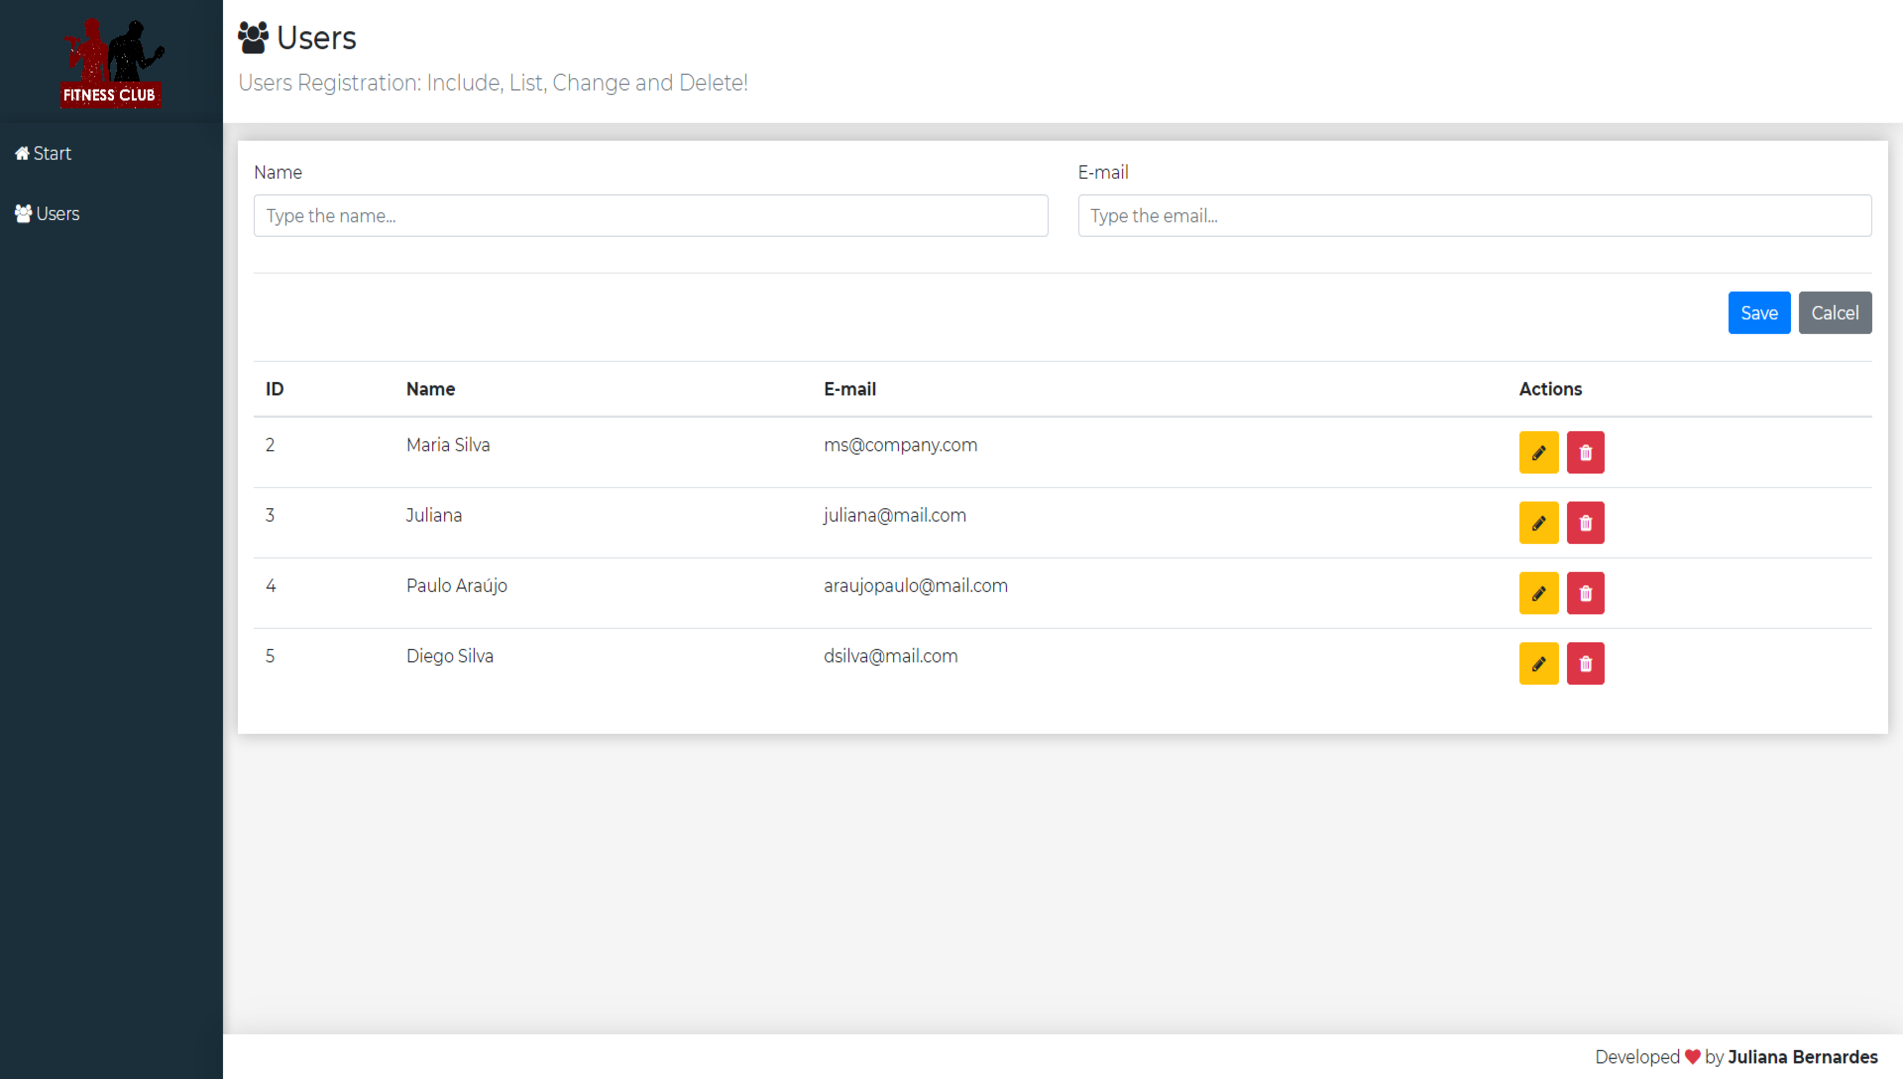 FITNESS CLUB
Users
Users Registration: Include, List, Change and Delete!
Start
Users
Name E-mail
Type the name... Type the email...
Save Calcel
ID Name E-mail Actions
2 Maria Silva ms@company.com
3 Juliana juliana@mail.com
4 Paulo Araújo araujopaulo@mail.com
5 Diego Silva dsilva@mail.com
Developed by Juliana Bernardes